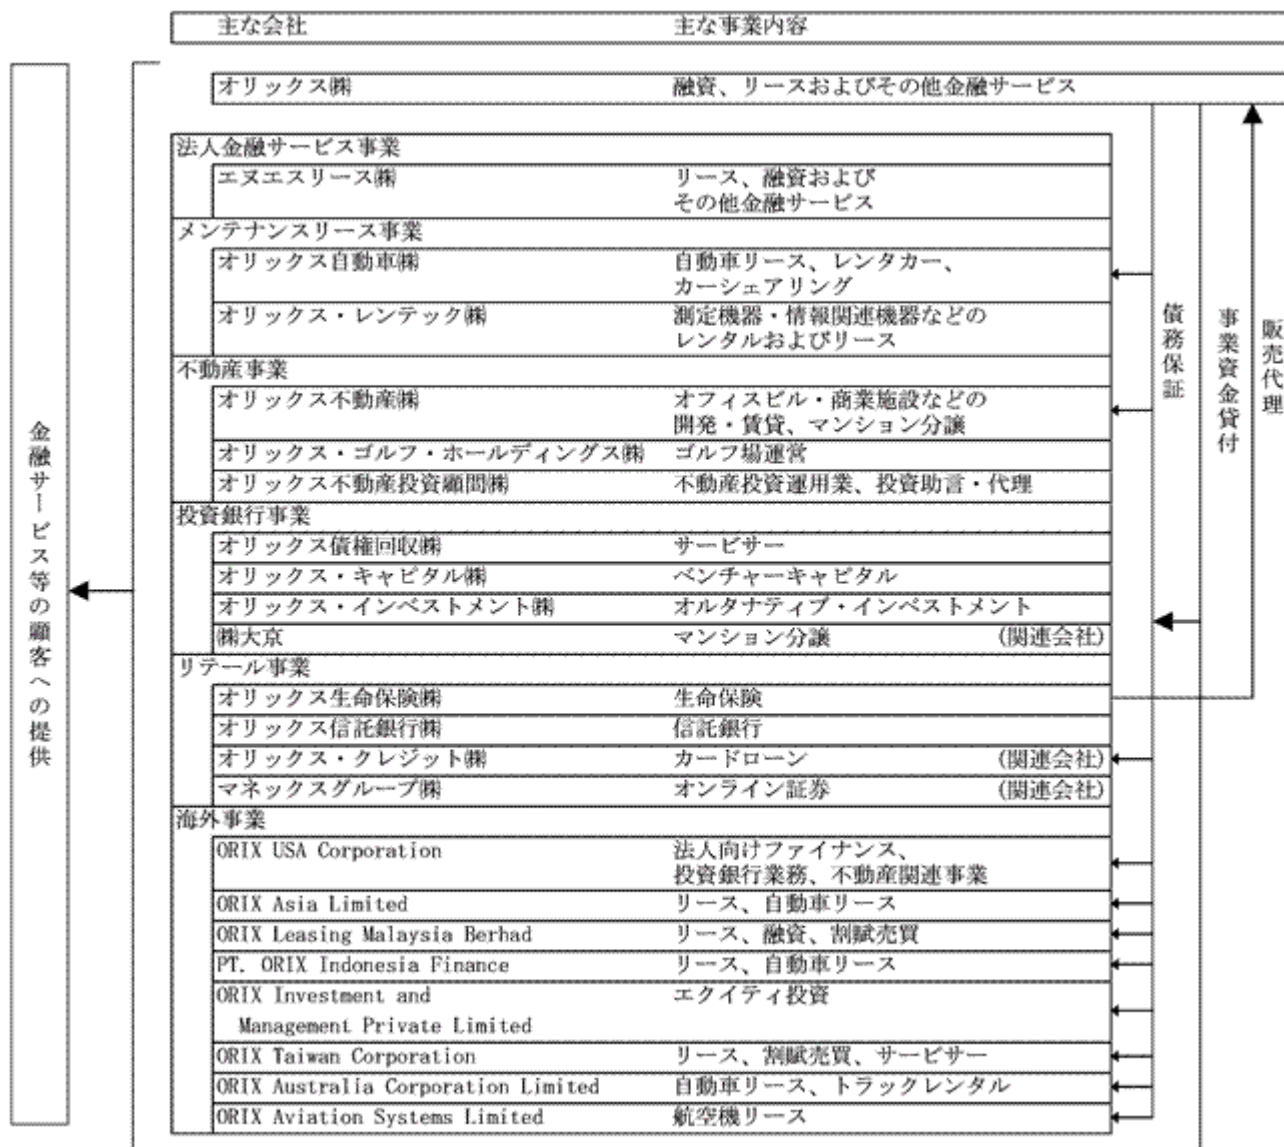 主な会社 主な事業内容
オリックス㈱ 融資、リースおよびその他金融サービス
法人金融サービス事業
エヌエスリース㈱ リース、融資および
その他金融サービス
メンテナンスリース事業
オリックス自動車㈱ 自動車リース、レンタカー、
カーシェアリング
オリックス・レンテック㈱ 測定機器・情報関連機器などの
レンタルおよびリース
不動産事業
オリックス不動産㈱ オフィスビル・商業施設などの
開発・賃貸、マンション分譲
オリックス・ゴルフ・ホールディングス㈱ ゴルフ場運営
オリックス不動産投資顧問㈱ 不動産投資運用業、投資助言・代理
投資銀行事業
オリックス債権回収㈱ サービサー
オリックス・キャピタル㈱ ベンチャーキャピタル
オリックス・インベストメント㈱ オルタナティブ・インベストメント
㈱大京 マンション分譲 (関連会社)
リテール事業
オリックス生命保険㈱ 生命保険
オリックス信託銀行㈱ 信託銀行
オリックス・クレジット㈱ カードローン (関連会社)
マネックスグループ㈱ オンライン証券 (関連会社)
海外事業
ORIX USA Corporation 法人向けファイナンス、
投資銀行業務、不動産関連事業
ORIX Asia Limited リース、自動車リース
ORIX Leasing Malaysia Berhad リース、融資、割賦売買
PT. ORIX Indonesia Finance リース、自動車リース
ORIX Investment and エクイティ投資
Management Private Limited
ORIX Taiwan Corporation リース、割賦売買、サービサー
ORIX Australia Corporation Limited 自動車リース、トラックレンタル
ORIX Aviation Systems Limited 航空機リース
金融サービス等の顧客への提供
債務保証
事業資金貸付
販売代理